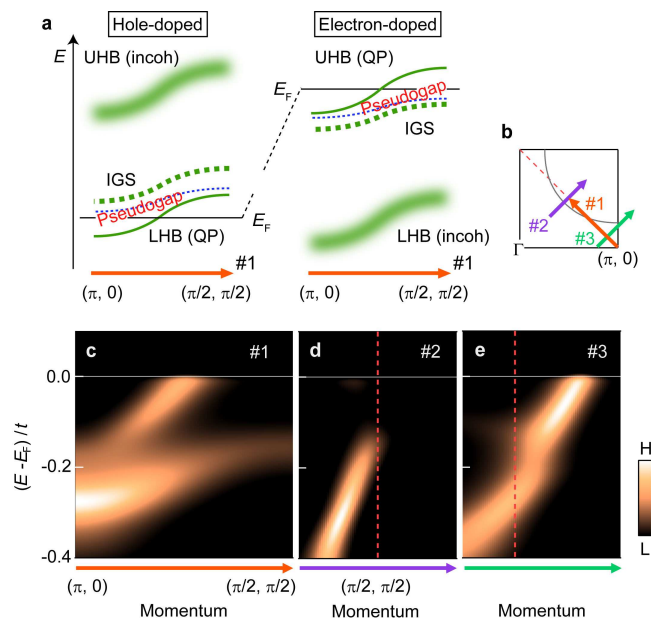 a
Hole-doped
Electron-doped
E
UHB (incoh)
UHB (QP)
E_F
Pseudogap
IGS
b
#1
#2
#3
Γ
(π, 0)
IGS
Pseudogap
E_F
LHB (QP)
LHB (incoh)
#1
#1
(π, 0)
(π/2, π/2)
(π, 0)
(π/2, π/2)
c
#1
d
#2
e
#3
0.0
-0.2
-0.4
(E -E_F)/t
H
L
(π, 0)
(π/2, π/2)
(π/2, π/2)
Momentum
Momentum
Momentum